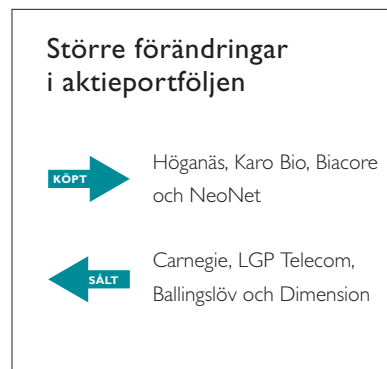 Större förändringar
i aktieportföljen
KÖPT
Höganäs, Karo Bio, Biacore
och NeoNet
SÅLT
Carnegie, LGP Telecom,
Ballingslöv och Dimension